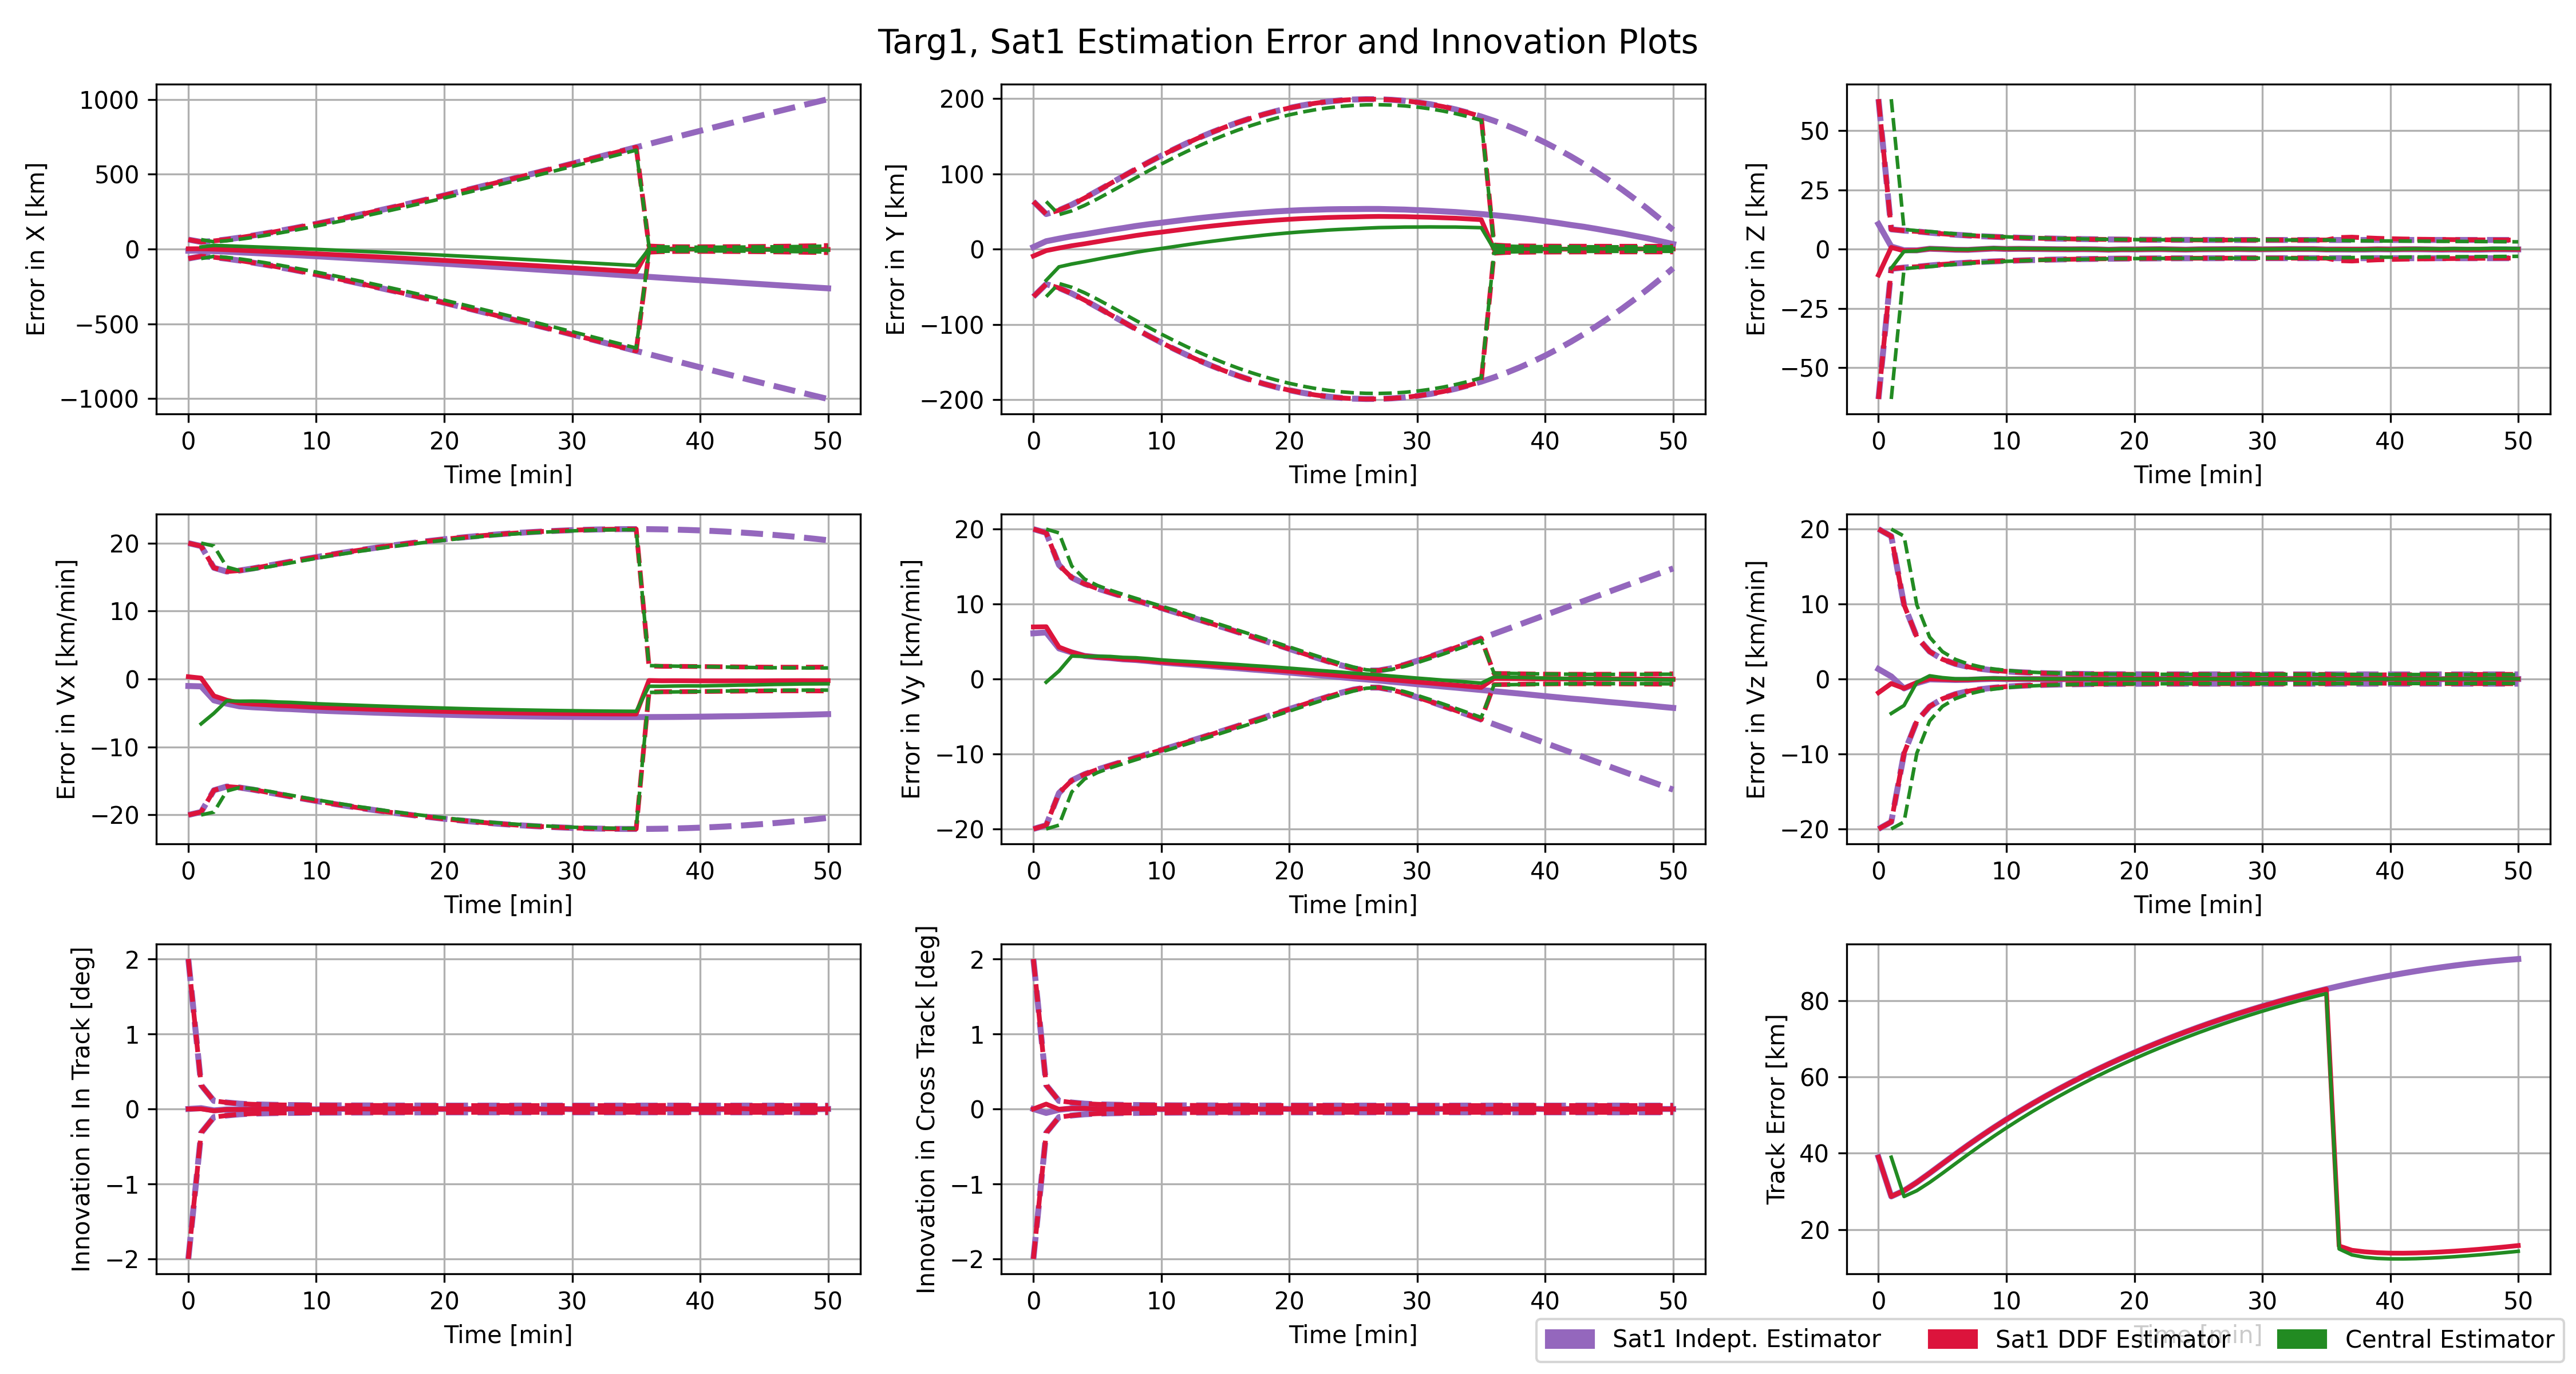 Targ1, Sat1 Estimation Error and Innovation Plots
Error in X [km]
1000
500
0
−500
−1000
0 10 20 30 40 50
Time [min]
Error in Y [km]
200
100
0
−100
−200
0 10 20 30 40 50
Time [min]
Error in Z [km]
50
25
0
−25
−50
0 10 20 30 40 50
Time [min]
Error in Vx [km/min]
20
10
0
−10
−20
0 10 20 30 40 50
Time [min]
Error in Vy [km/min]
20
10
0
−10
−20
0 10 20 30 40 50
Time [min]
Error in Vz [km/min]
20
10
0
−10
−20
0 10 20 30 40 50
Time [min]
Innovation in In Track [deg]
2
1
0
−1
−2
0 10 20 30 40 50
Time [min]
Innovation in Cross Track [deg]
2
1
0
−1
−2
0 10 20 30 40 50
Time [min]
Track Error [km]
80
60
40
20
0 10 20 30 40 50
Time [min]
Sat1 Indept. Estimator Sat1 DDF Estimator Central Estimator